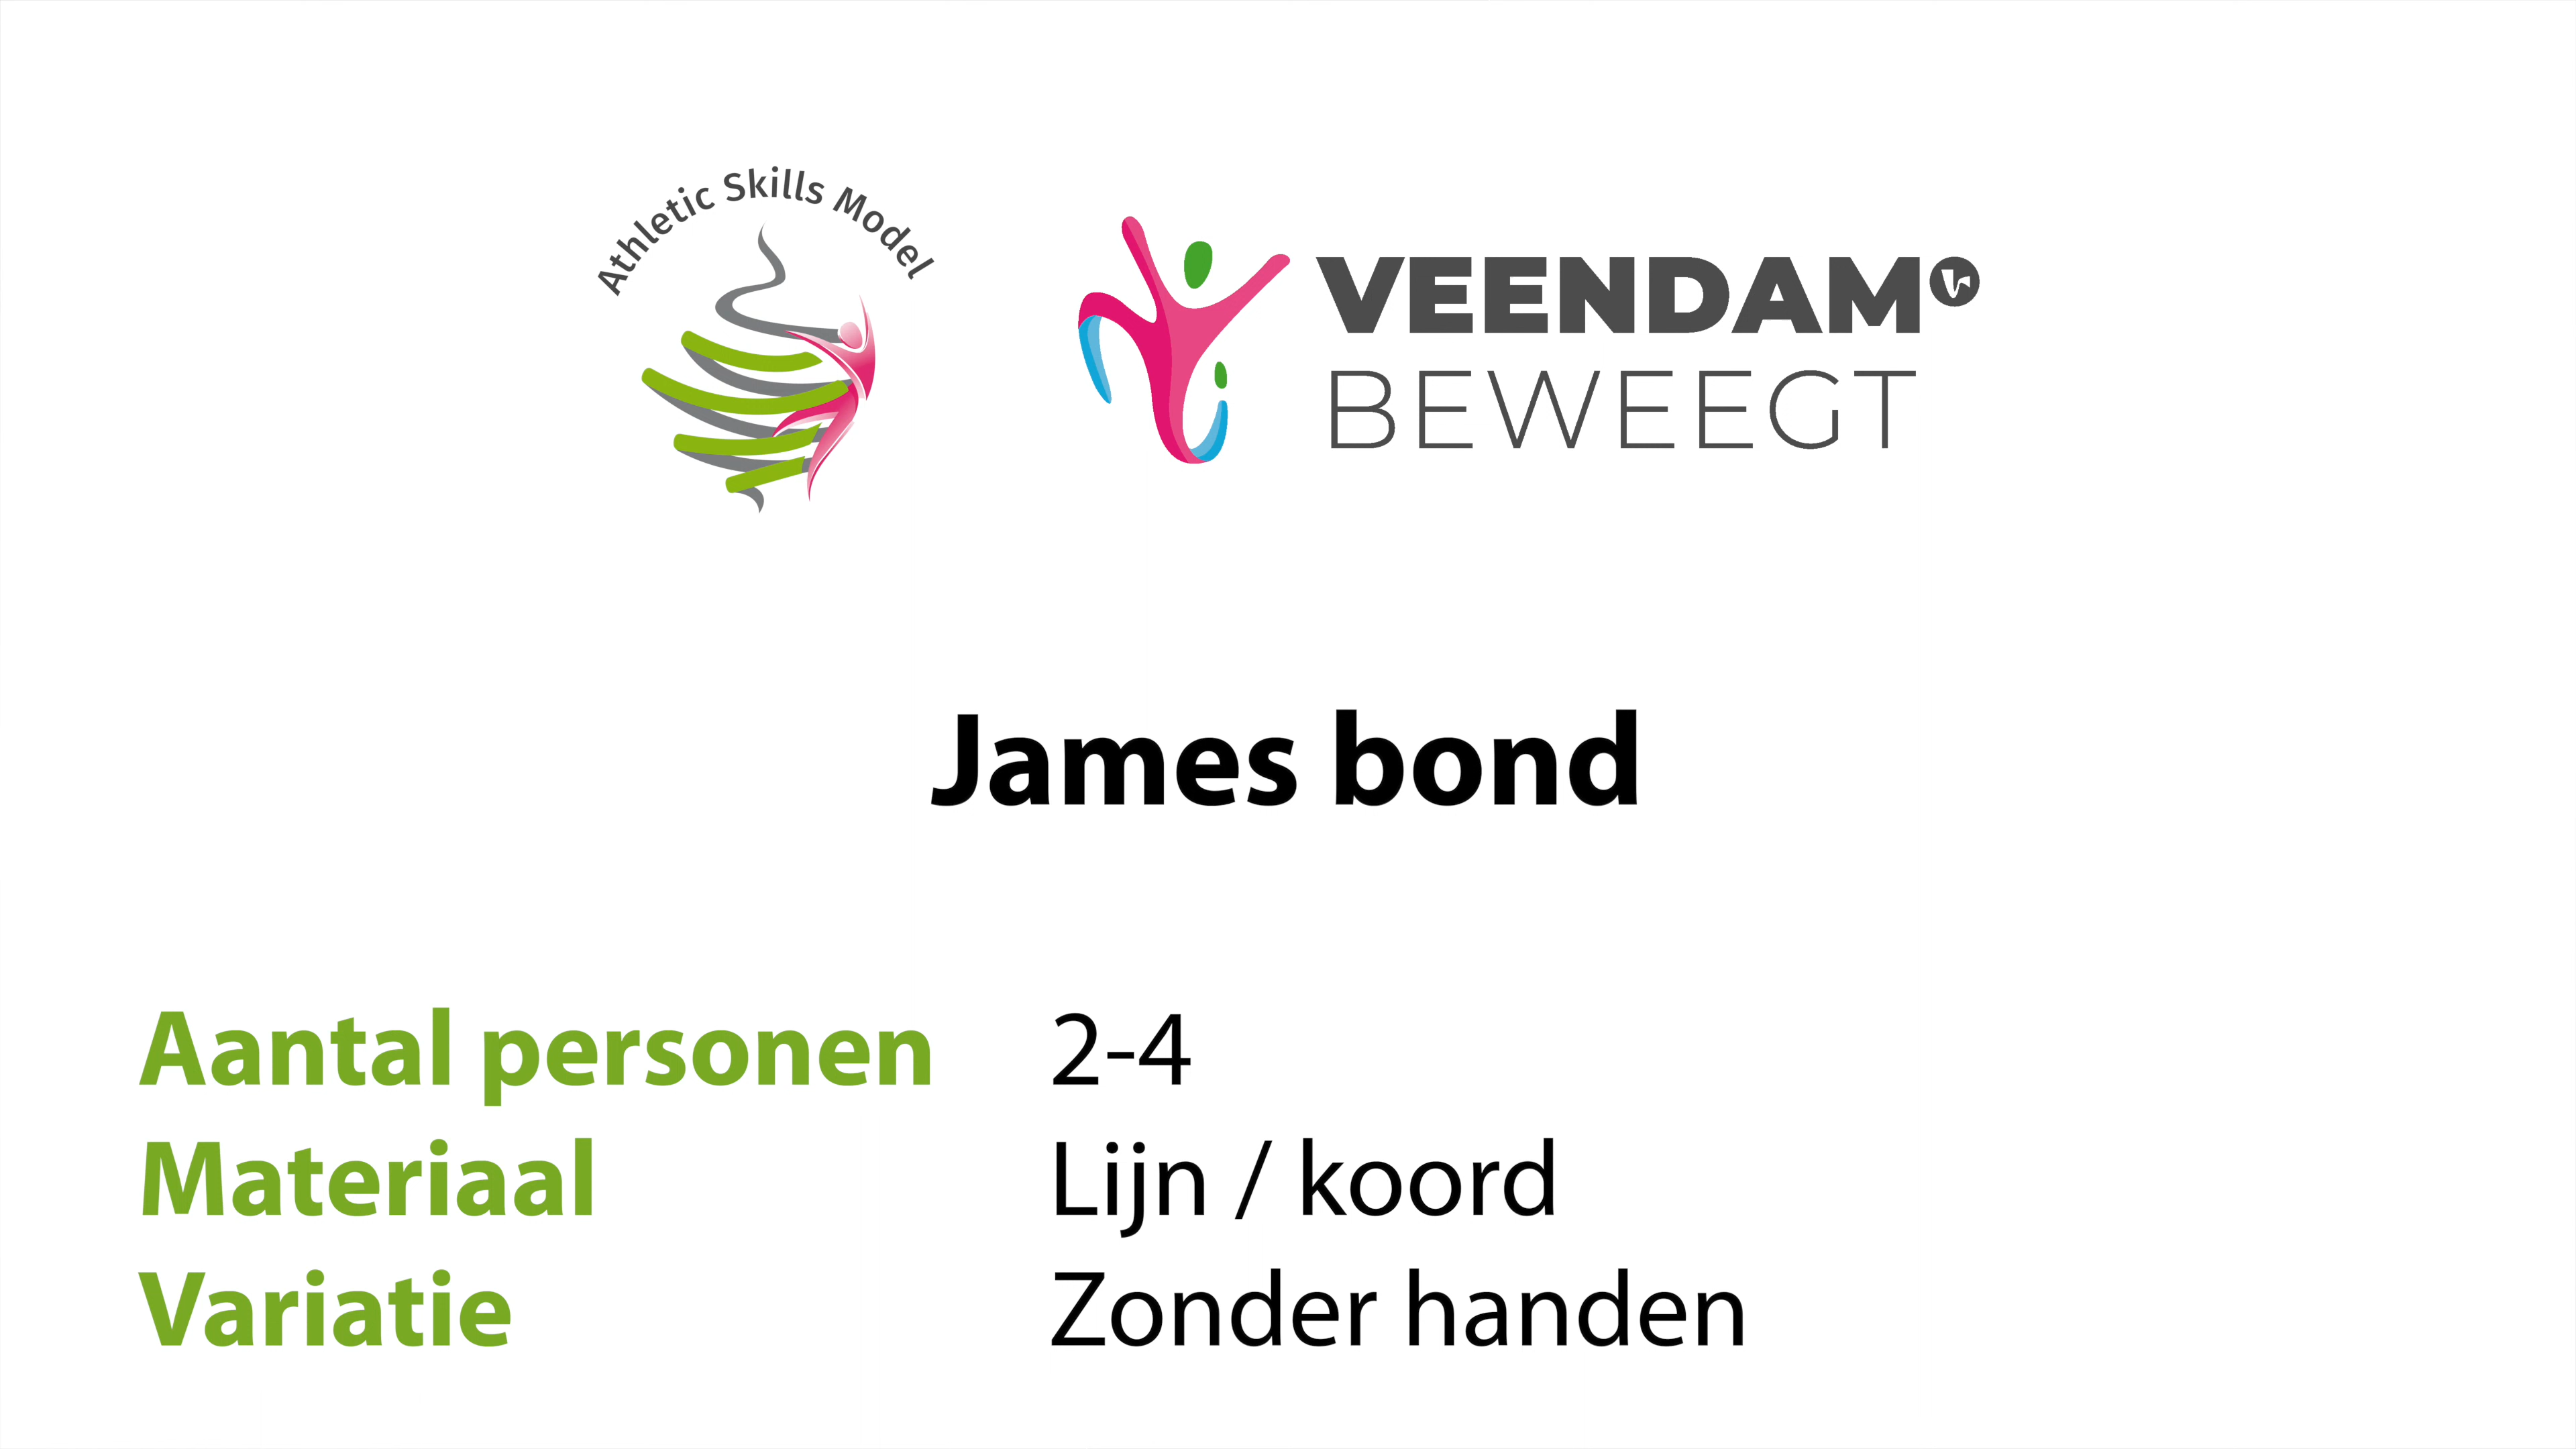 Athletic Skills Model
VEENDAM
BEWEEGT
James bond
Aantal personen 2-4
Materiaal Lijn / koord
Variatie Zonder handen